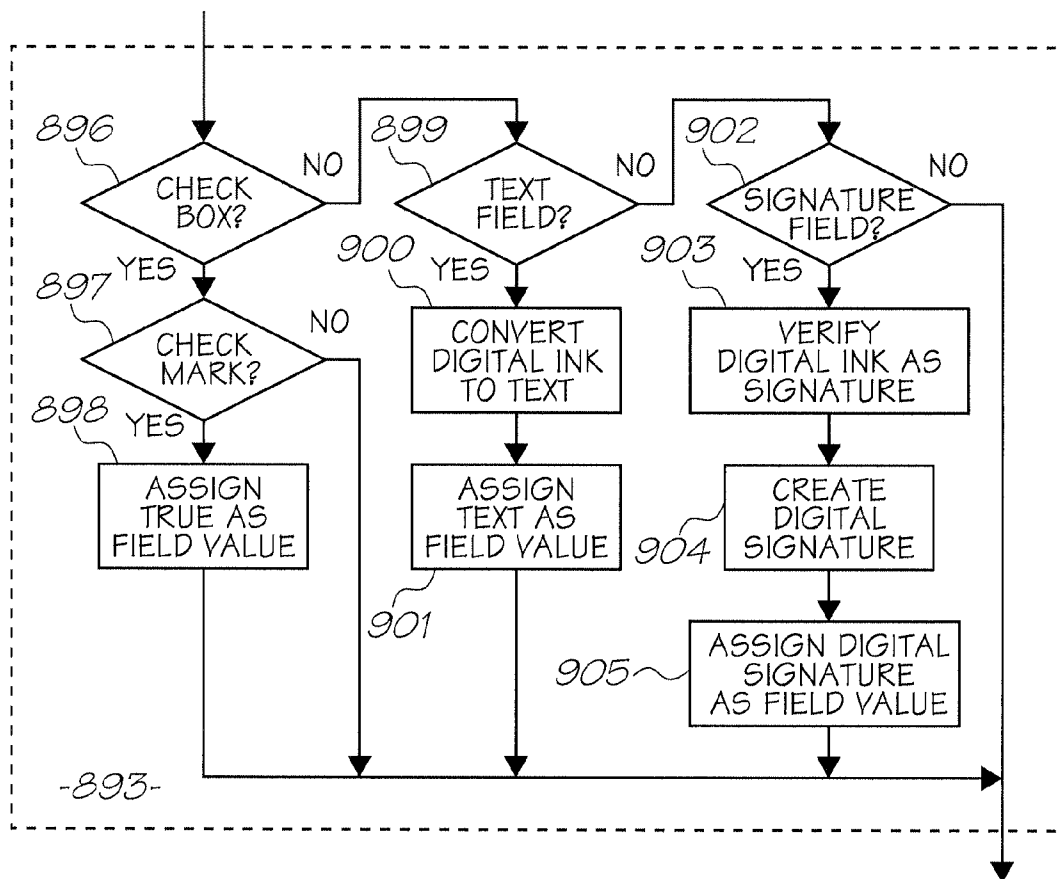 896
CHECK
BOX?
NO
YES
897
CHECK
MARK?
NO
YES
898
ASSIGN
TRUE AS
FIELD VALUE
899
TEXT
FIELD?
NO
YES
900
CONVERT
DIGITAL INK
TO TEXT
ASSIGN
TEXT AS
FIELD VALUE
901
902
SIGNATURE
FIELD?
NO
YES
903
VERIFY
DIGITAL INK AS
SIGNATURE
CREATE
DIGITAL
SIGNATURE
904
ASSIGN DIGITAL
SIGNATURE
AS FIELD VALUE
905
-893-